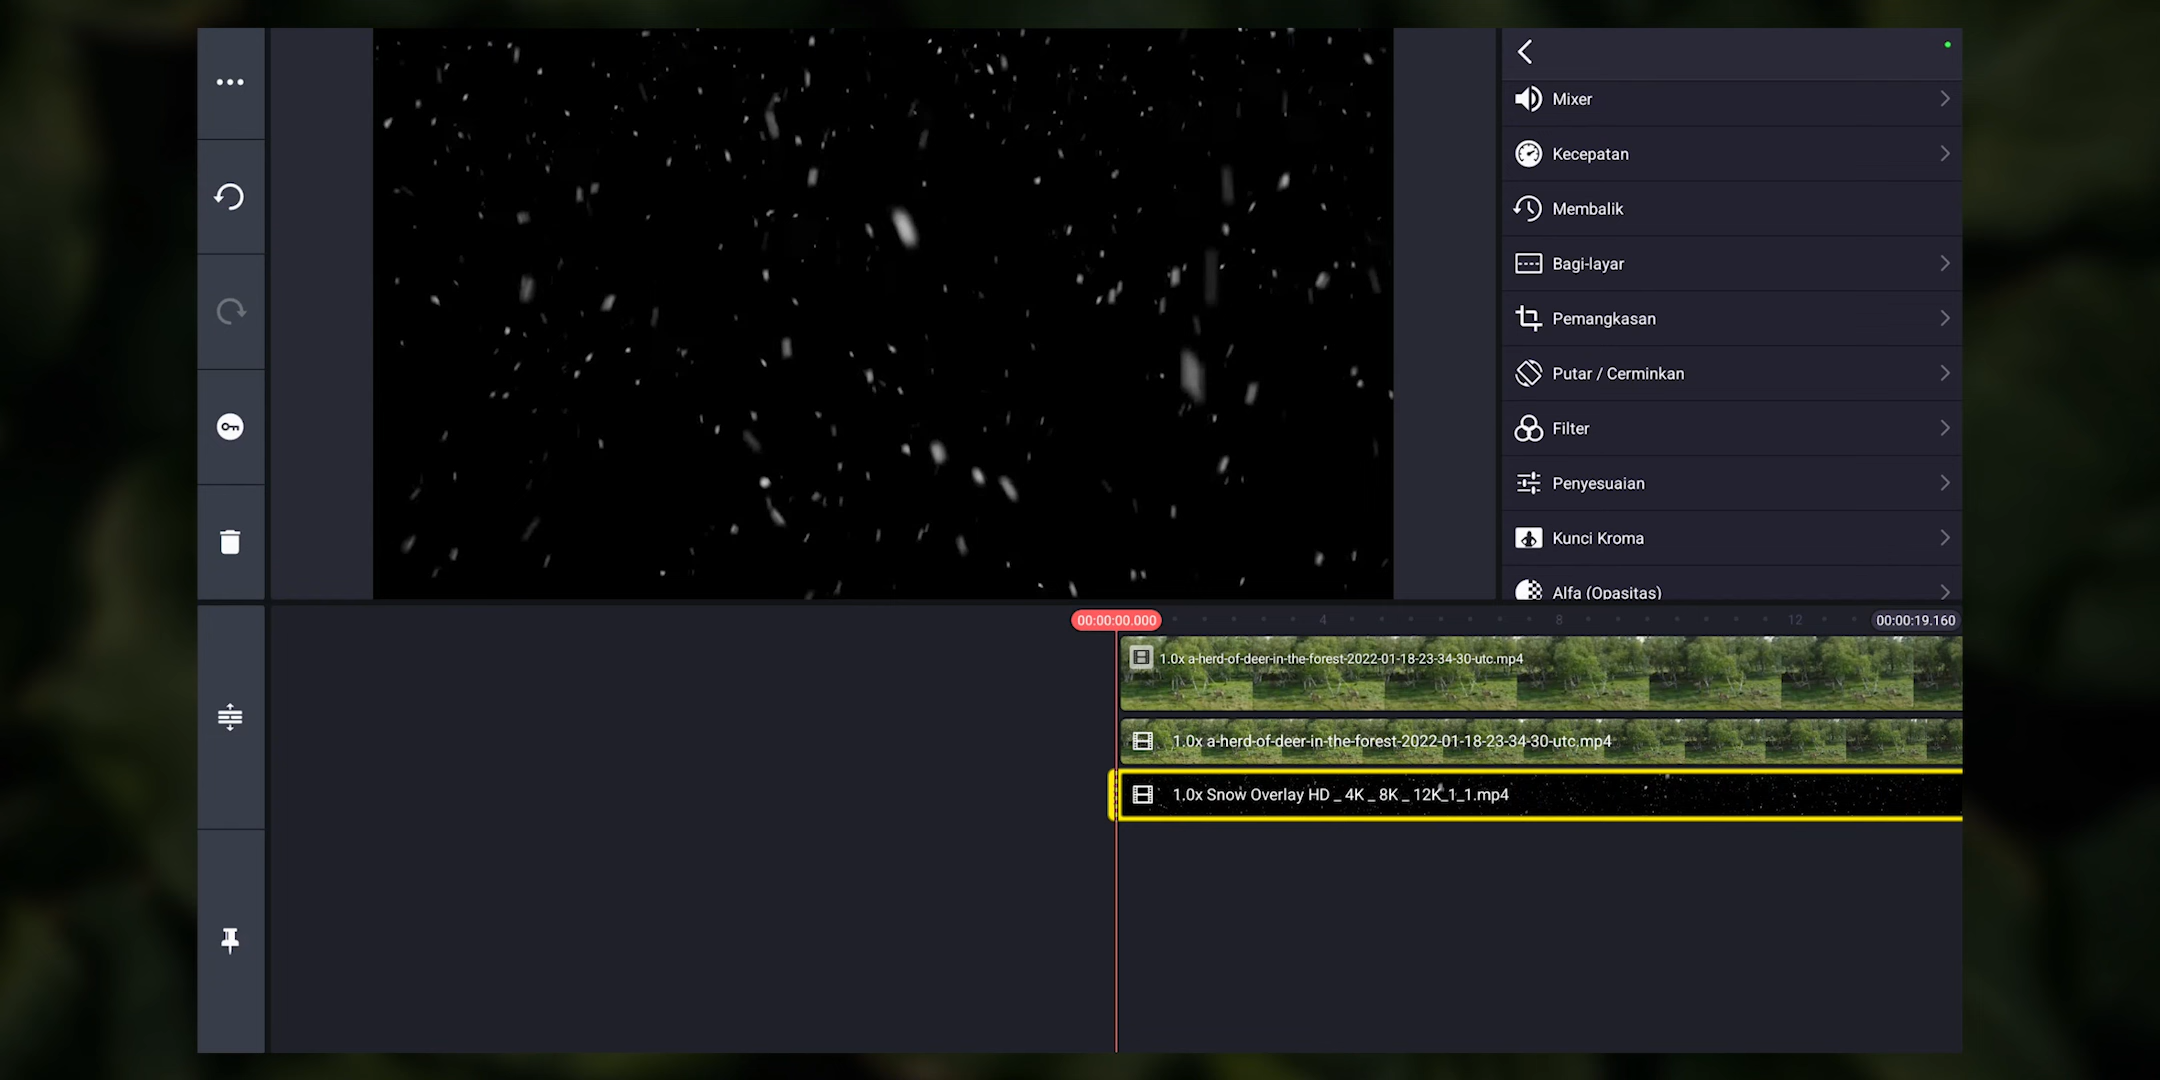 Mixer
Kecepatan
Membalik
Bagi-layar
Pemangkasan
Putar / Cerminkan
Filter
Penyesuaian
Kunci Kroma
Alfa (Opasitas)
00:00:00.000
4
8
12
00:00:19.160
1.0x a-herd-of-deer-in-the-forest-2022-01-18-23-34-30-utc.mp4
1.0x a-herd-of-deer-in-the-forest-2022-01-18-23-34-30-utc.mp4
1.0x Snow Overlay HD _ 4K _ 8K _ 12K_1_1.mp4